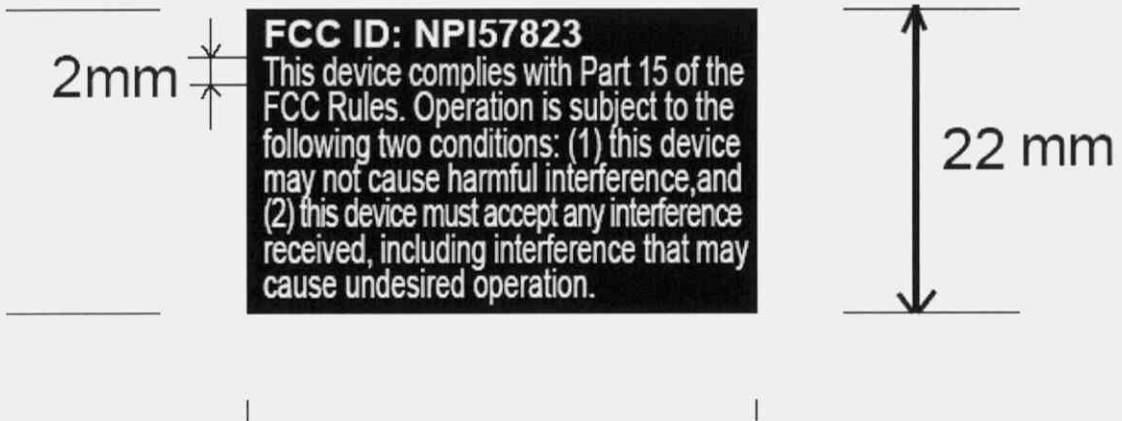 FCC ID: NPI57823
2mm
This device complies with Part 15 of the
FCC Rules. Operation is subject to the
following two conditions: (1) this device
may not cause harmful interference,and
(2) this device must accept any interference
received, including interference that may
cause undesired operation.
22 mm